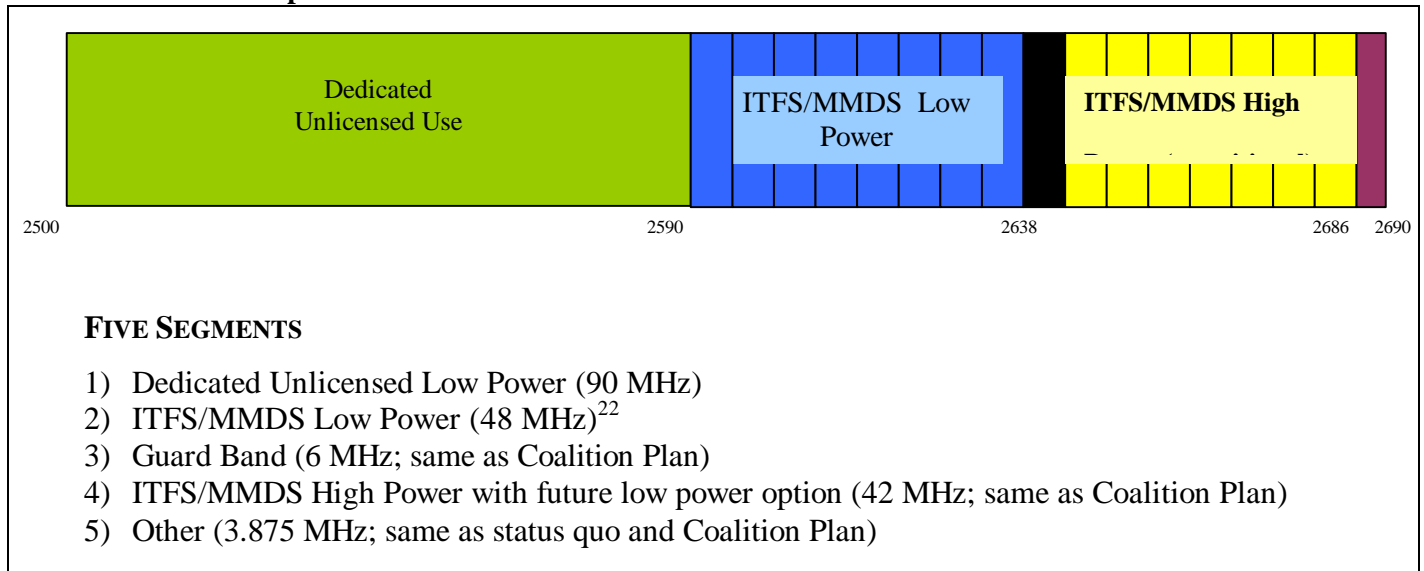 Dedicated
Unlicensed Use
ITFS/MMDS Low
Power
ITFS/MMDS High
2500
2590
2638
2686
2690
FIVE SEGMENTS
1) Dedicated Unlicensed Low Power (90 MHz)
2) ITFS/MMDS Low Power (48 MHz)22
3) Guard Band (6 MHz; same as Coalition Plan)
4) ITFS/MMDS High Power with future low power option (42 MHz; same as Coalition Plan)
5) Other (3.875 MHz; same as status quo and Coalition Plan)